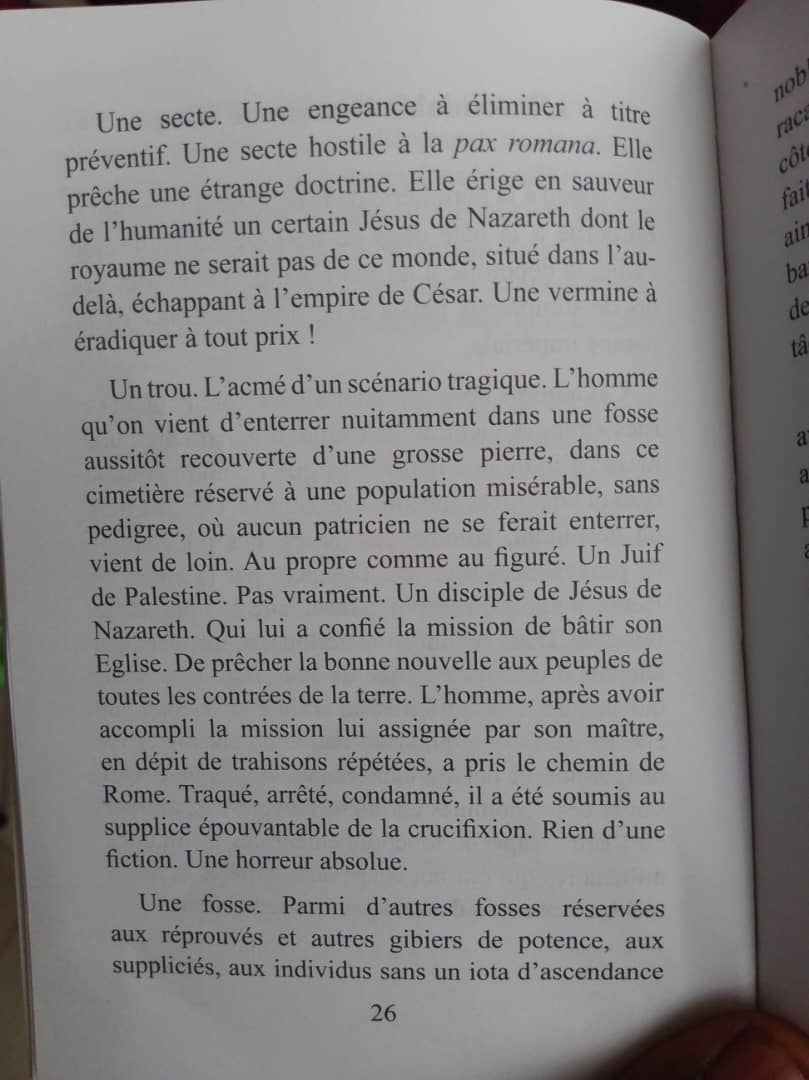 Une secte. Une engeance à éliminer à titre
préventif. Une secte hostile à la pax romana. Elle
prêche une étrange doctrine. Elle érige en sauveur
de l'humanité un certain Jésus de Nazareth dont le
royaume ne serait pas de ce monde, situé dans l'au-
delà, échappant à l'empire de César. Une vermine à
éradiquer à tout prix !
Un trou. L'acmé d'un scénario tragique. L'homme
qu'on vient d'enterrer nuitamment dans une fosse
aussitôt recouverte d'une grosse pierre, dans ce
cimetière réservé à une population misérable, sans
pedigree, où aucun patricien ne se ferait enterrer,
vient de loin. Au propre comme au figuré. Un Juif
de Palestine. Pas vraiment. Un disciple de Jésus de
Nazareth. Qui lui a confié la mission de bâtir son
Eglise. De prêcher la bonne nouvelle aux peuples de
toutes les contrées de la terre. L'homme, après avoir
accompli la mission lui assignée par son maître,
en dépit de trahisons répétées, a pris le chemin de
Rome. Traqué, arrêté, condamné, il a été soumis au
supplice épouvantable de la crucifixion. Rien d'une
fiction. Une horreur absolue.
Une fosse. Parmi d'autres fosses réservées
aux réprouvés et autres gibiers de potence, aux
suppliciés, aux individus sans un iota d'ascendance
26